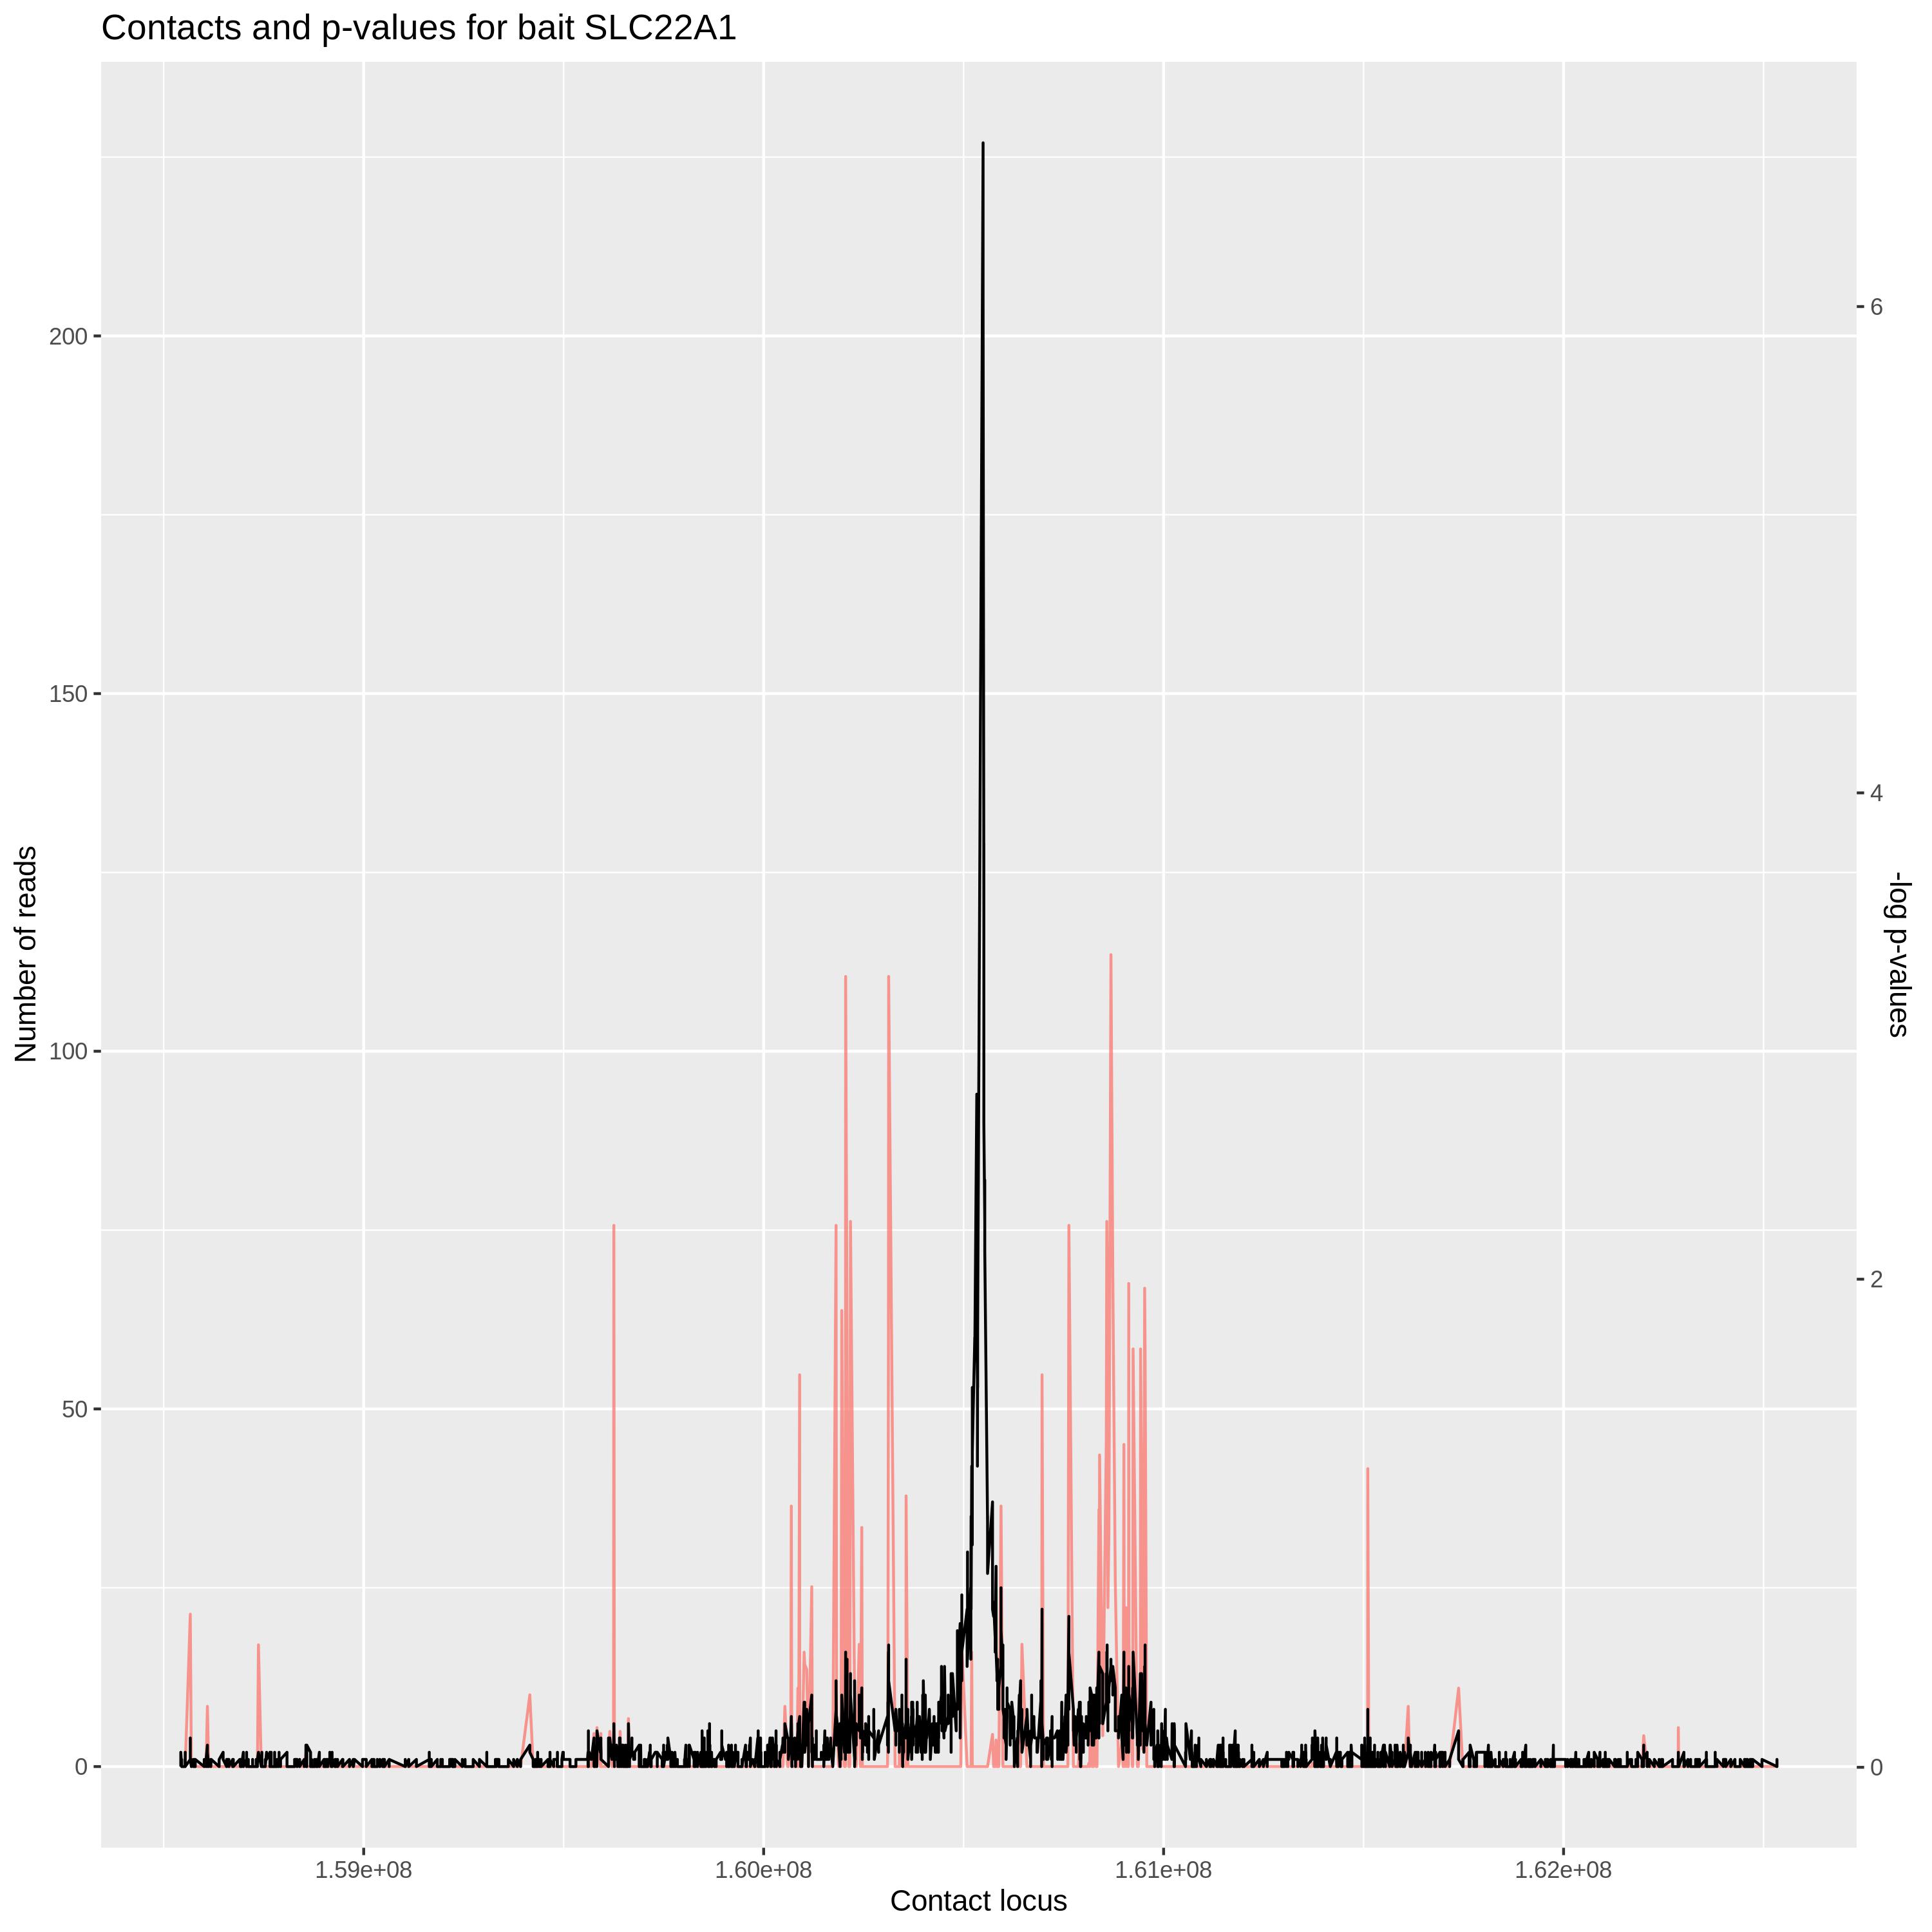 Contacts and p-values for bait SLC22A1
Number of reads
200
150
100
50
0
6
4
2
0
-log p-values
1.59e+08
1.60e+08
1.61e+08
1.62e+08
Contact locus